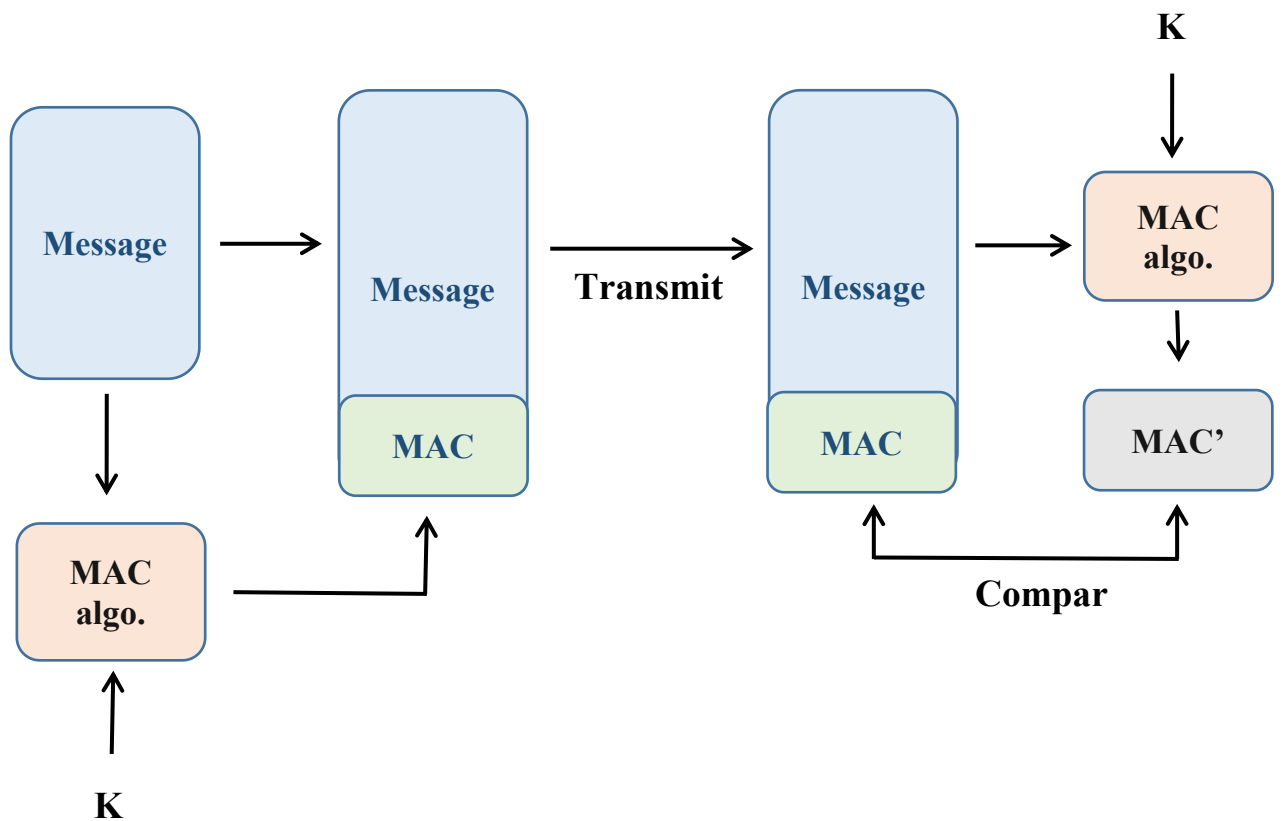 K
Message
Message
Transmit
Message
MAC
algo.
MAC
MAC
MAC’
MAC
algo.
Compar
K